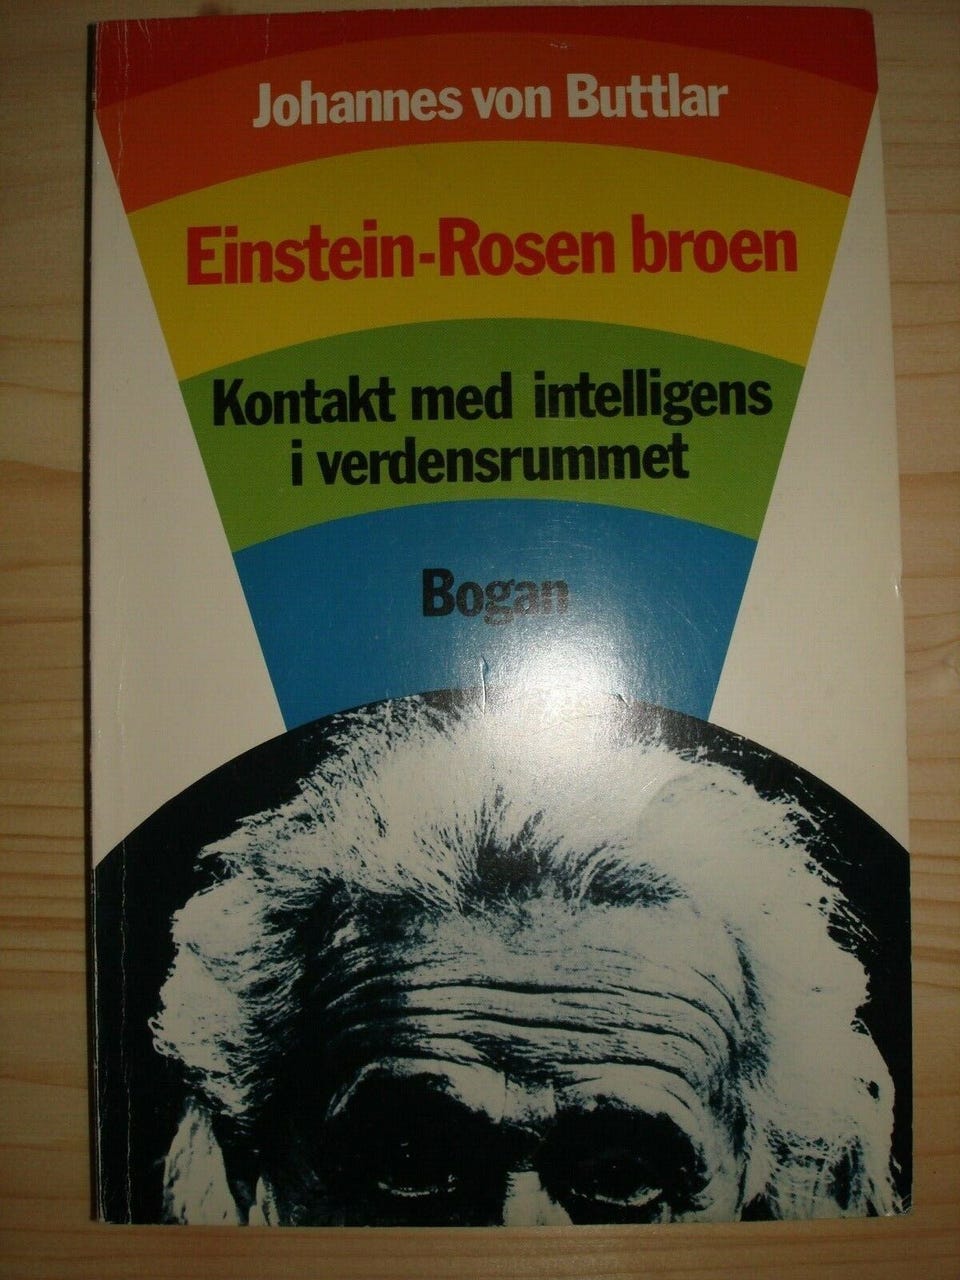 Johannes von Buttlar
Einstein-Rosen broen
Kontakt med intelligens
i verdensrummet
Bogan